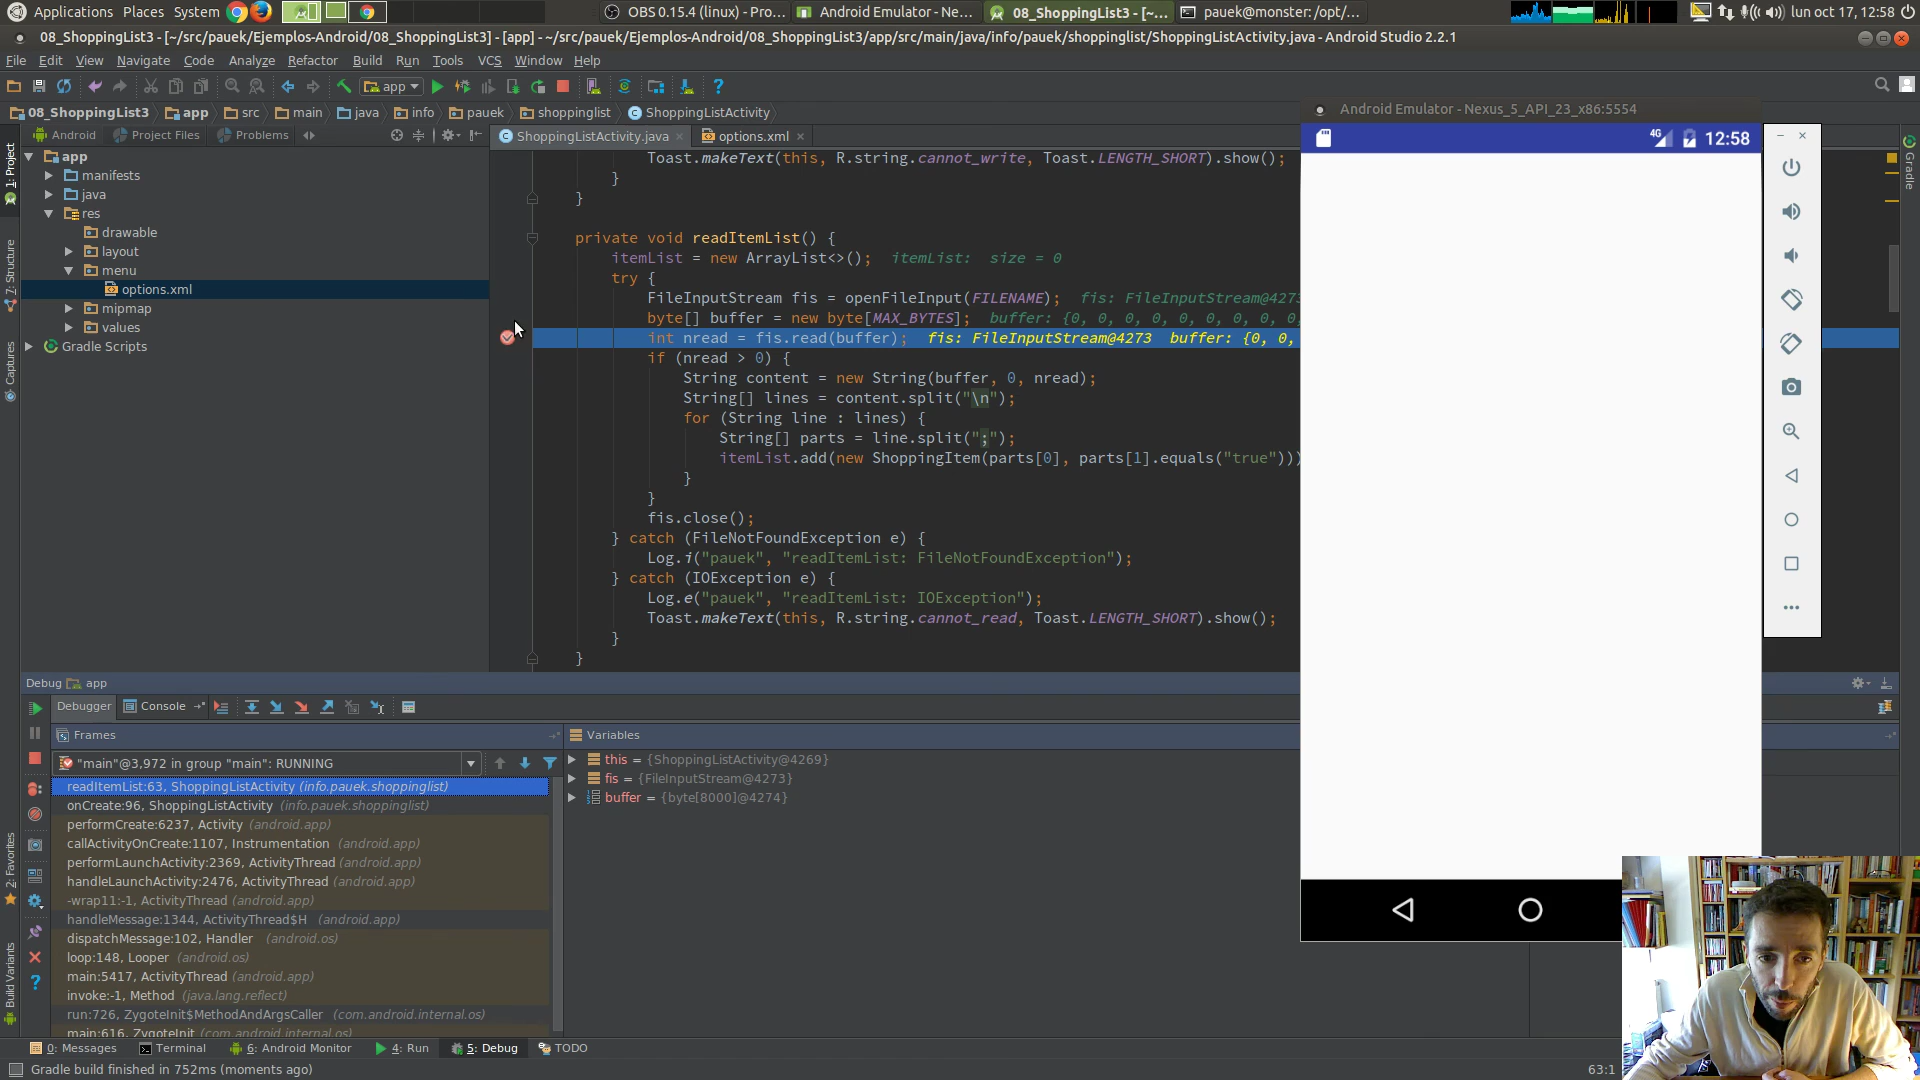 Applications Places System
OBS 0.15.4 (linux) - Pro...
Android Emulator - Ne...
08_ShoppingList3 - [~...
pauek@monster: /opt/...
lun oct 17, 12:58
08_ShoppingList3 - [~/src/pauek/Ejemplos-Android/08_ShoppingList3] - [app] - ~/src/pauek/Ejemplos-Android/08_ShoppingList3/app/src/main/java/info/pauek/shoppinglist/ShoppingListActivity.java - Android Studio 2.2.1
File Edit View Navigate Code Analyze Refactor Build Run Tools VCS Window Help
app
08_ShoppingList3 app src main java info pauek shoppinglist ShoppingListActivity
Android Project Files Problems
ShoppingListActivity.java options.xml
1: Project
7: Structure
Captures
2: Favorites
Build Variants
Gradle
app
manifests
java
res
drawable
layout
menu
options.xml
mipmap
values
Gradle Scripts
Toast.makeText(this, R.string.cannot_write, Toast.LENGTH_SHORT).show();
}
}
private void readItemList() {
itemList = new ArrayList<>(); itemList: size = 0
try {
FileInputStream fis = openFileInput(FILENAME); fis: FileInputStream@4273
byte[] buffer = new byte[MAX_BYTES]; buffer: {0, 0, 0, 0, 0, 0, 0, 0, 0,
int nread = fis.read(buffer); fis: FileInputStream@4273 buffer: {0, 0,
if (nread > 0) {
String content = new String(buffer, 0, nread);
String[] lines = content.split("\n");
for (String line : lines) {
String[] parts = line.split(";");
itemList.add(new ShoppingItem(parts[0], parts[1].equals("true")))
}
}
fis.close();
} catch (FileNotFoundException e) {
Log.i("pauek", "readItemList: FileNotFoundException");
} catch (IOException e) {
Log.e("pauek", "readItemList: IOException");
Toast.makeText(this, R.string.cannot_read, Toast.LENGTH_SHORT).show();
}
}
Android Emulator - Nexus_5_API_23_x86:5554
4G 12:58
Debug app
Debugger Console
Frames
Variables
"main"@3,972 in group "main": RUNNING
readItemList:63, ShoppingListActivity (info.pauek.shoppinglist)
onCreate:96, ShoppingListActivity (info.pauek.shoppinglist)
performCreate:6237, Activity (android.app)
callActivityOnCreate:1107, Instrumentation (android.app)
performLaunchActivity:2369, ActivityThread (android.app)
handleLaunchActivity:2476, ActivityThread (android.app)
-wrap11:-1, ActivityThread (android.app)
handleMessage:1344, ActivityThread$H (android.app)
dispatchMessage:102, Handler (android.os)
loop:148, Looper (android.os)
main:5417, ActivityThread (android.app)
invoke:-1, Method (java.lang.reflect)
run:726, ZygoteInit$MethodAndArgsCaller (com.android.internal.os)
main:616, ZygoteInit (com.android.internal.os)
this = {ShoppingListActivity@4269}
fis = {FileInputStream@4273}
buffer = {byte[8000]@4274}
0: Messages Terminal 6: Android Monitor 4: Run 5: Debug TODO
Gradle build finished in 752ms (moments ago)
63:1